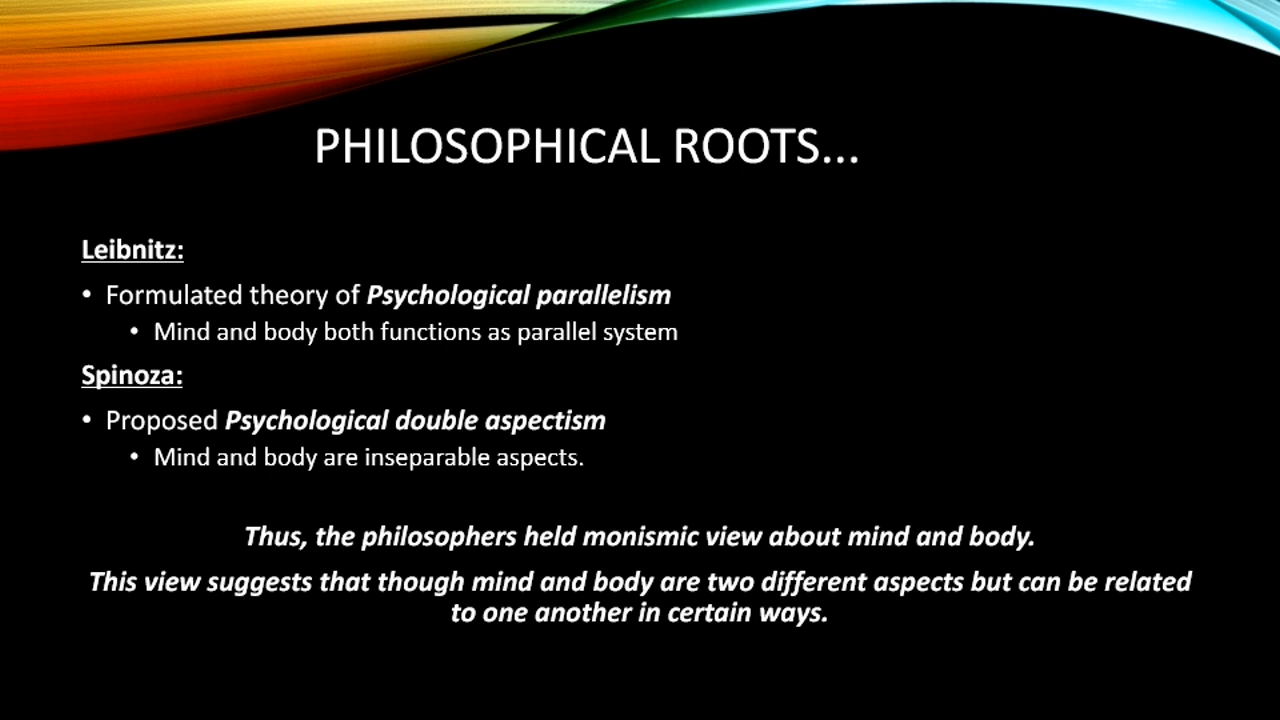 PHILOSOPHICAL ROOTS...
Leibnitz:
• Formulated theory of Psychological parallelism
• Mind and body both functions as parallel system
Spinoza:
• Proposed Psychological double aspectism
• Mind and body are inseparable aspects.
Thus, the philosophers held monismic view about mind and body.
This view suggests that though mind and body are two different aspects but can be related
to one another in certain ways.